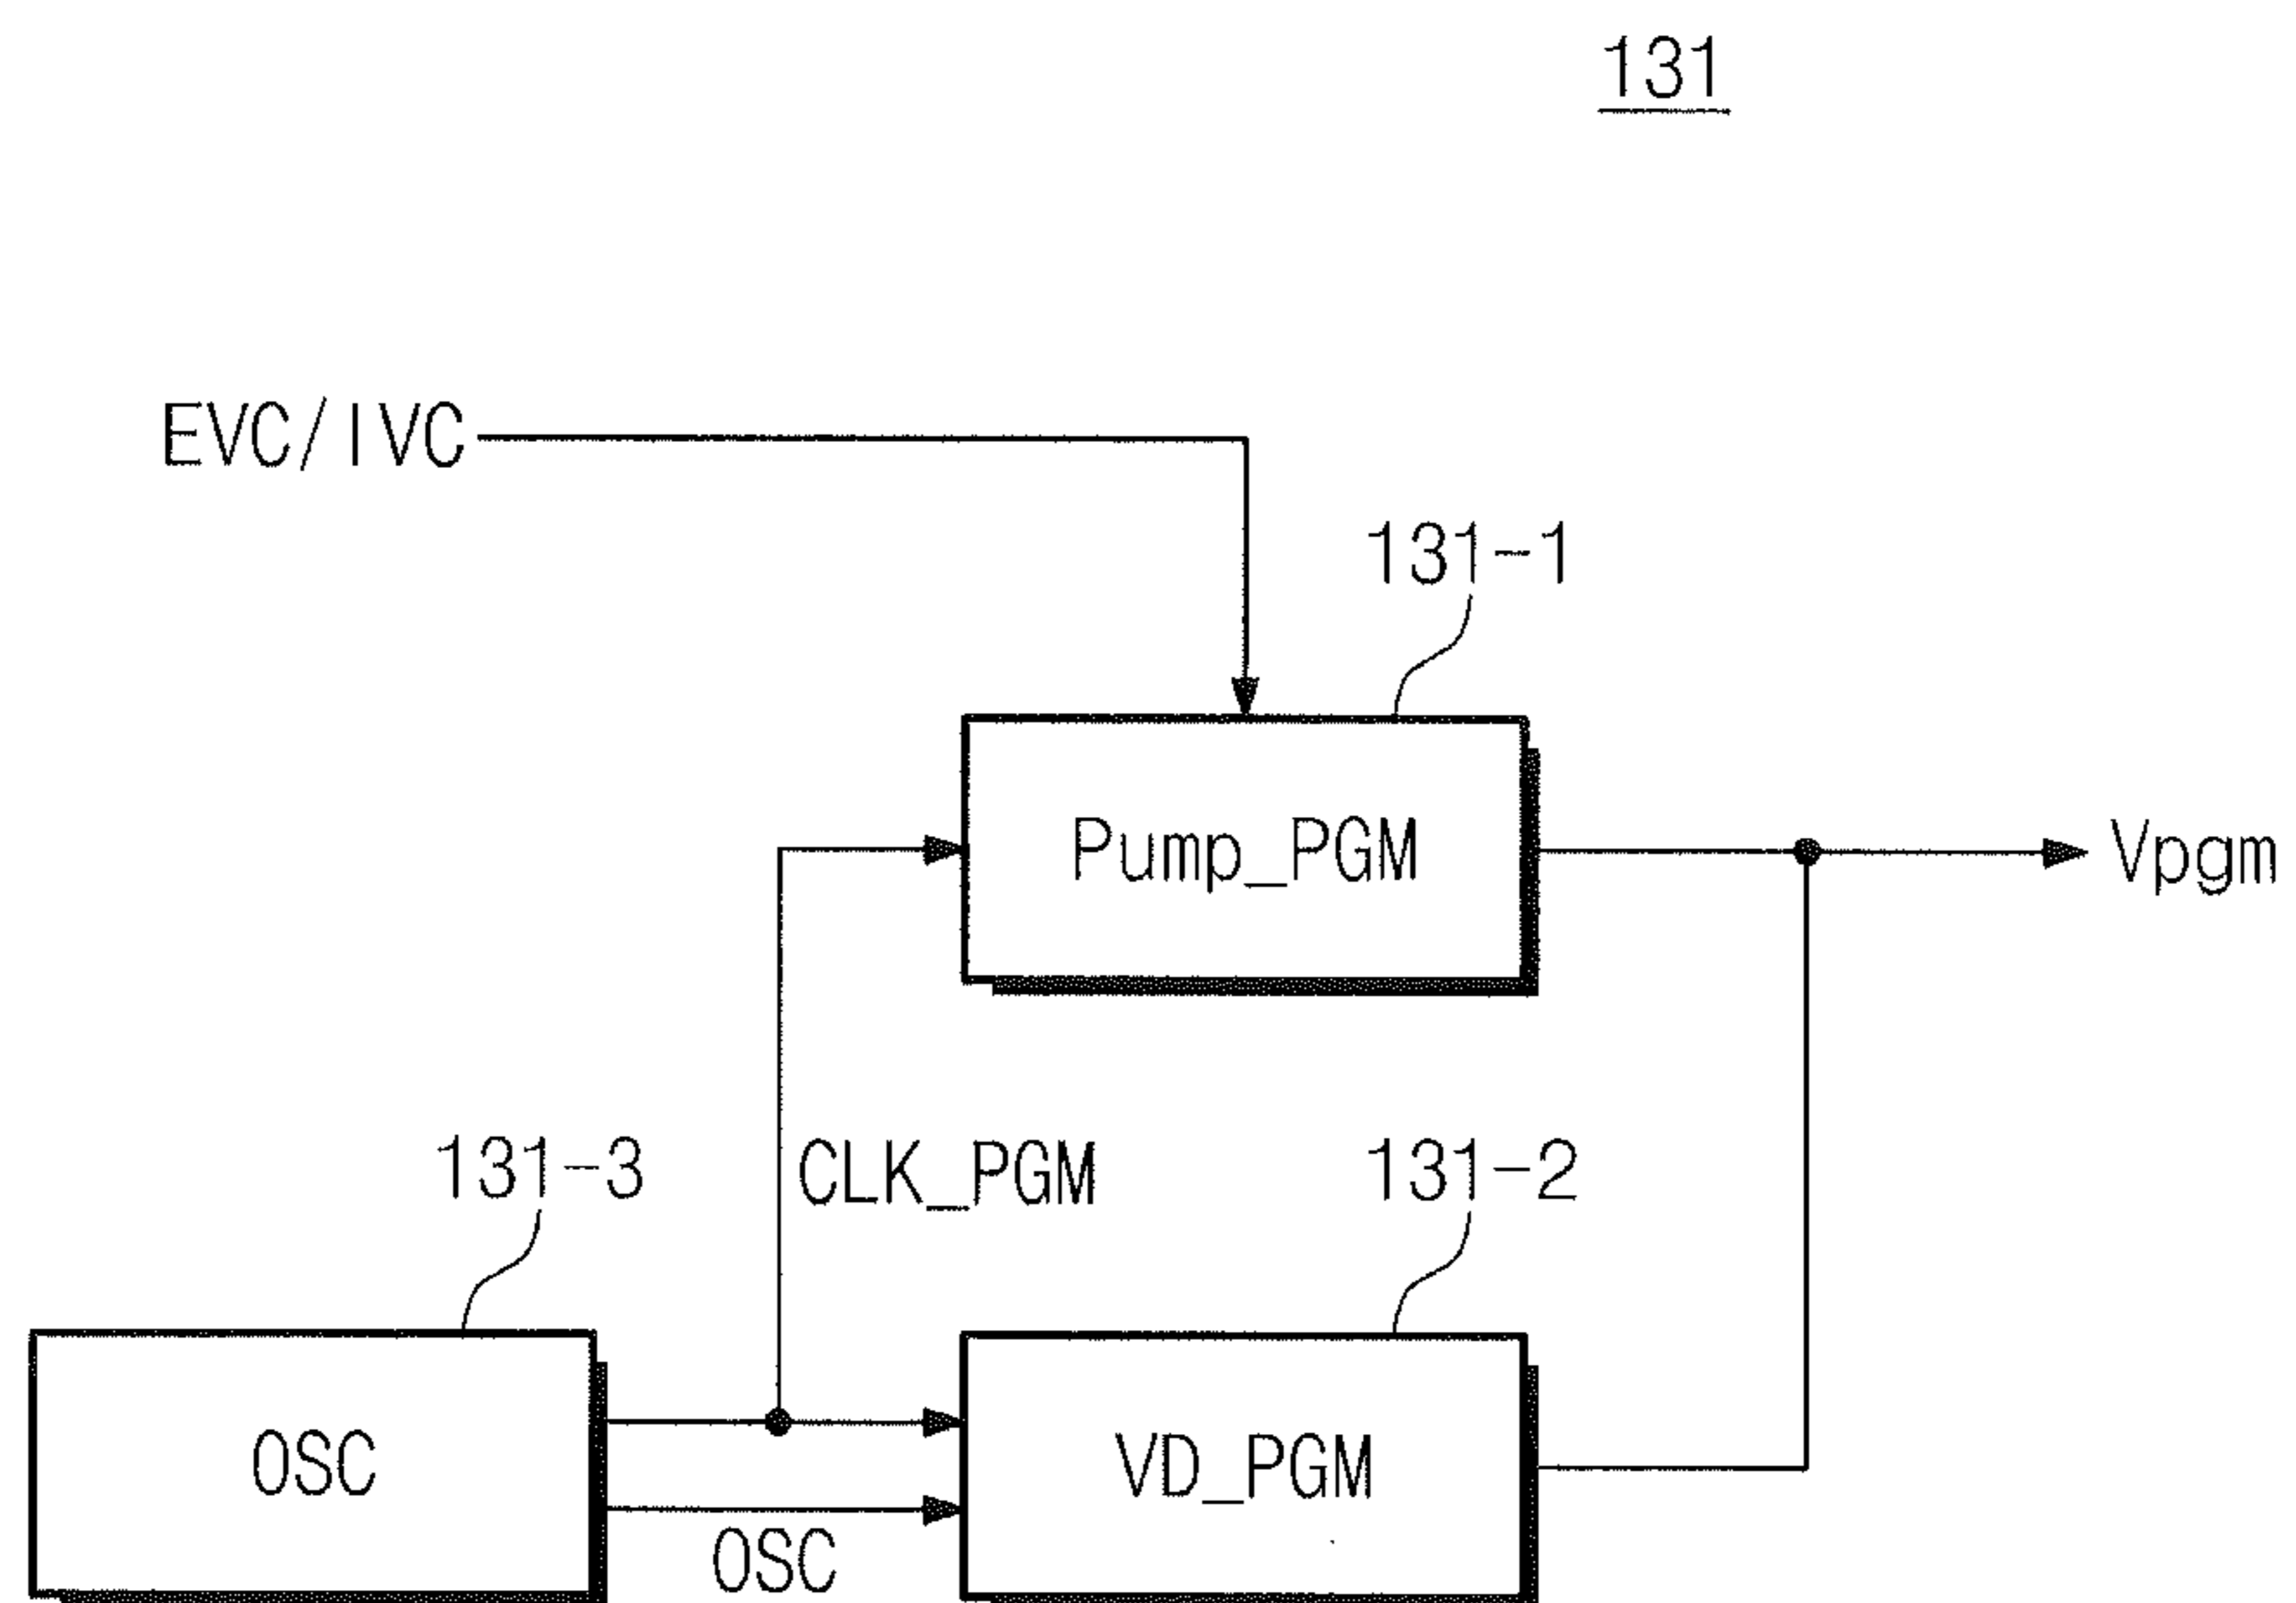 131
EVC/IVC
131-1
Pump_PGM
Vpgm
131-3
CLK_PGM
131-2
OSC
VD_PGM
OSC